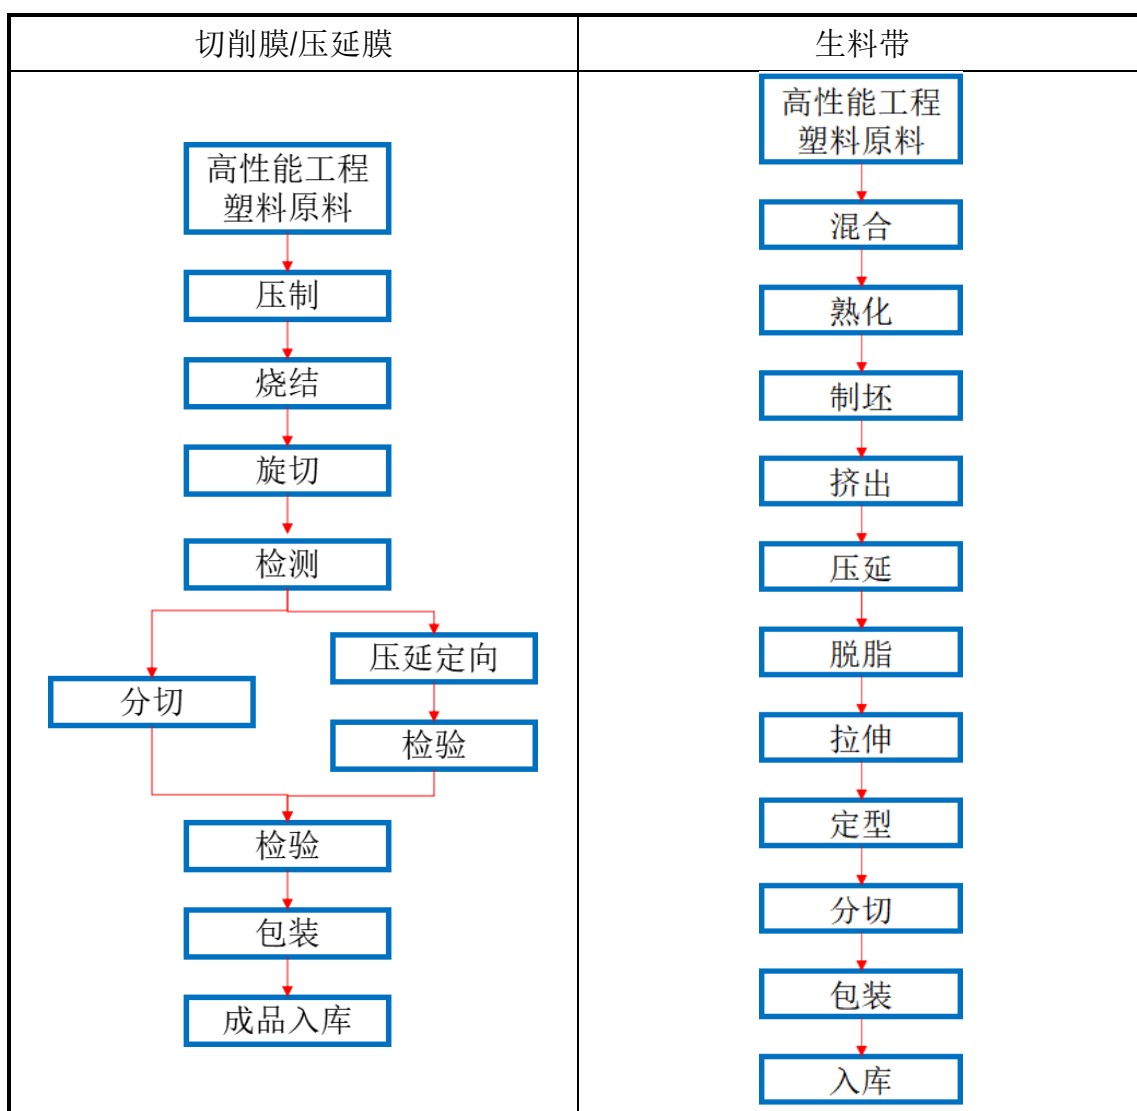 切削膜/压延膜
生料带
高性能工程
塑料原料
压制
烧结
旋切
检测
压延定向
分切
检验
检验
包装
成品入库
高性能工程
塑料原料
混合
熟化
制坯
挤出
压延
脱脂
拉伸
定型
分切
包装
入库